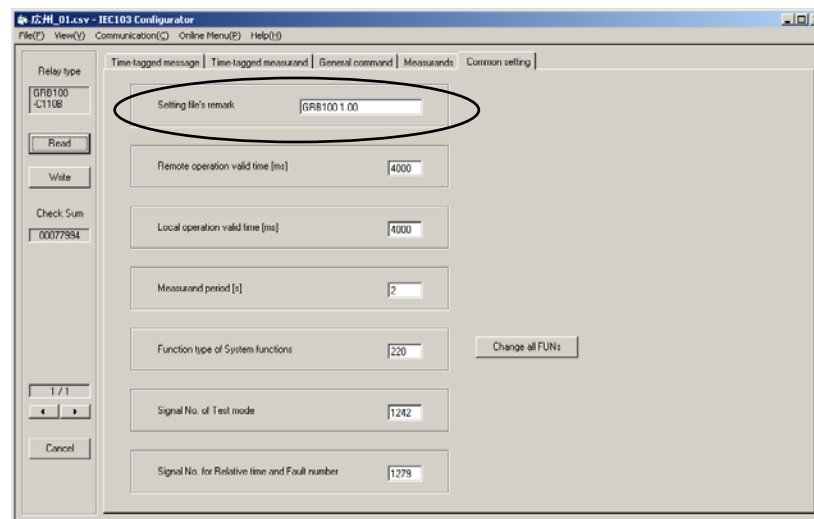 広州_01.csv - IEC103 Configurator
File(F) View(V) Communication(C) Online Menu(P) Help(H)
Time-tagged message Time-tagged measurand General command Measurands Common setting
Relay type
GRB100
-C110B
Read
Write
Check Sum
00077994
1 / 1
Cancel
Setting file's remark GRB100 1.00
Remote operation valid time [ms] 4000
Local operation valid time [ms] 4000
Measurand period [s] 2
Function type of System functions 220 Change all FUNs
Signal No. of Test mode 1242
Signal No. for Relative time and Fault number 1279